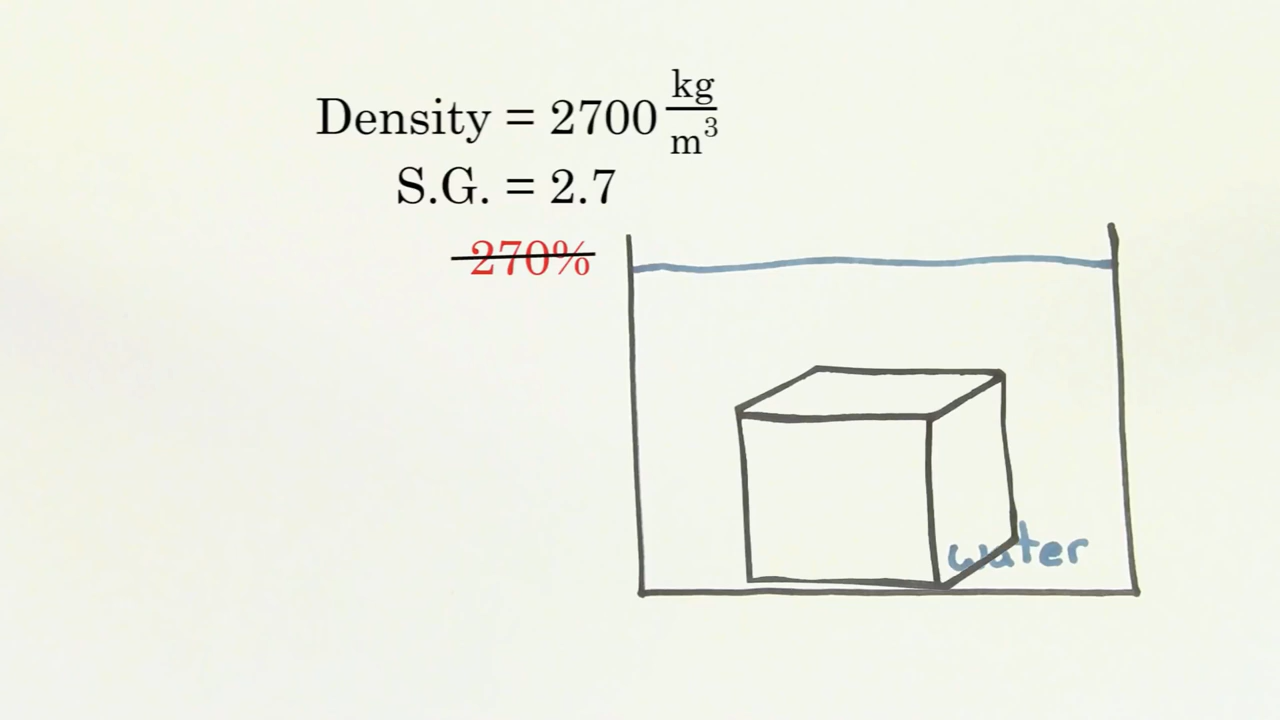 Density = 2700 kg/m³
S.G. = 2.7
270%
water